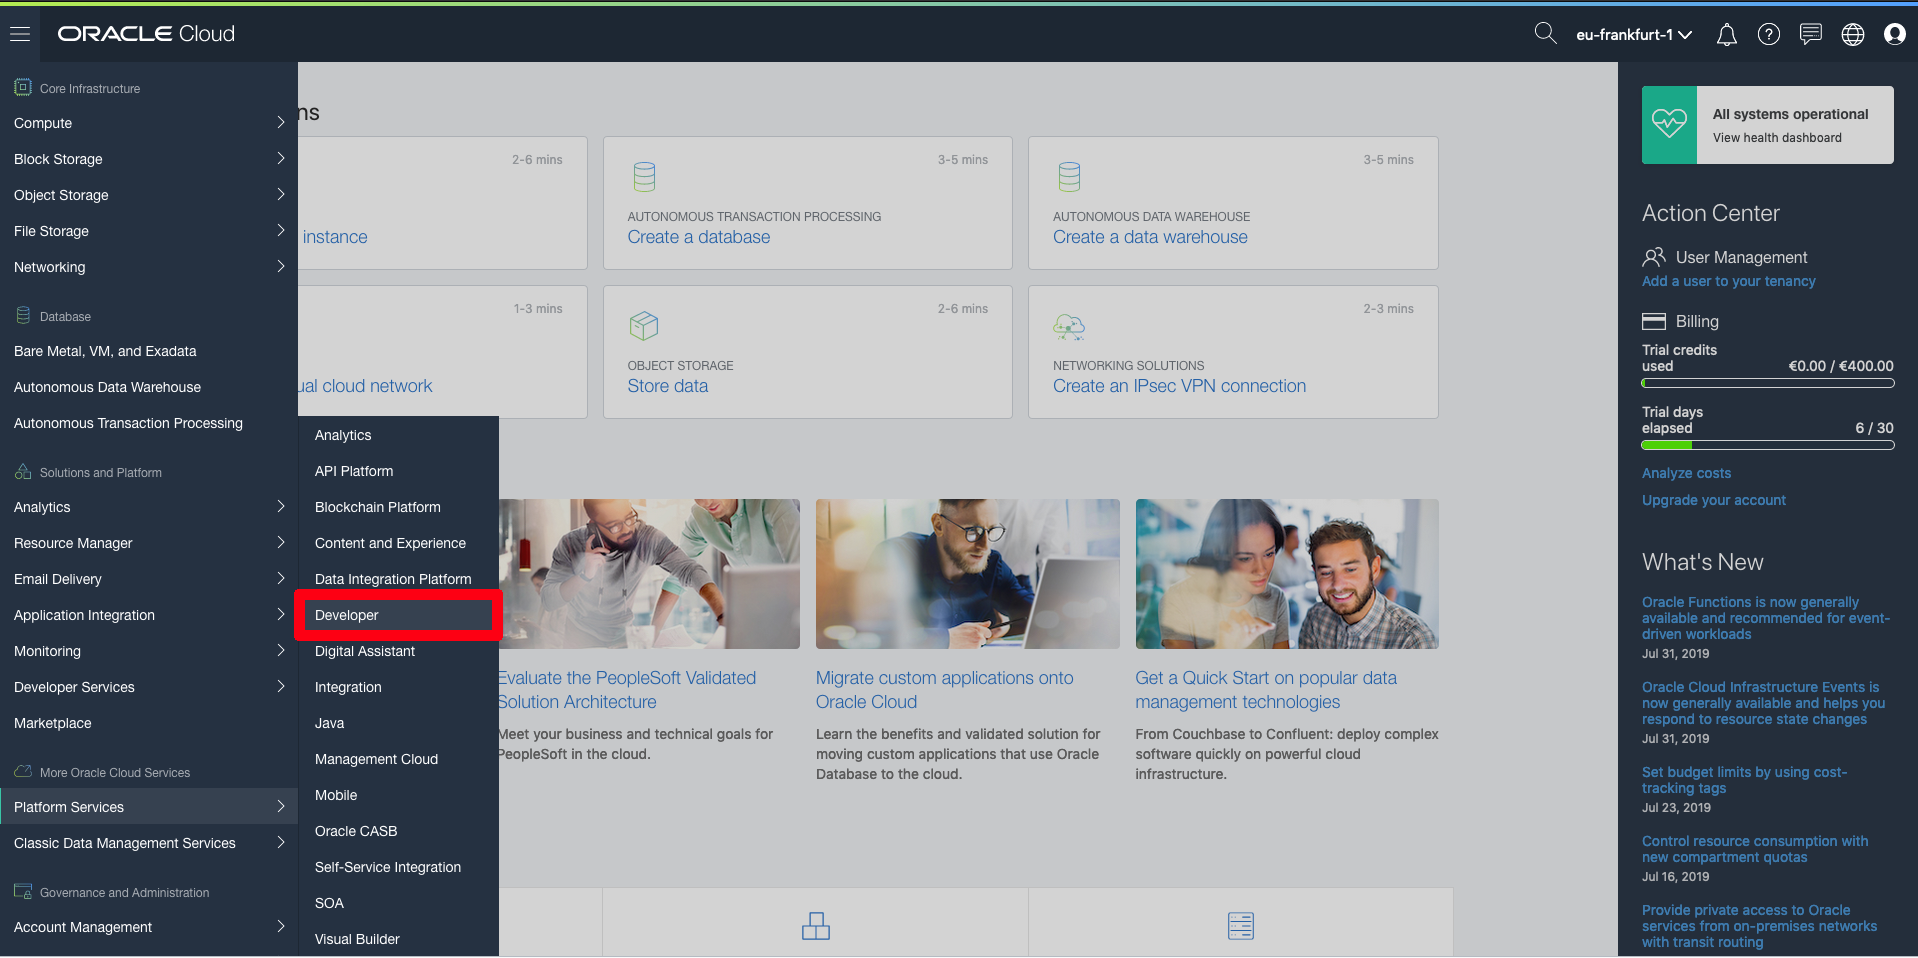 ORACLE Cloud
eu-frankfurt-1
Core Infrastructure
Compute
Block Storage
Object Storage
File Storage
Networking
Database
Bare Metal, VM, and Exadata
Autonomous Data Warehouse
Autonomous Transaction Processing
Solutions and Platform
Analytics
Resource Manager
Email Delivery
Application Integration
Monitoring
Developer Services
Marketplace
More Oracle Cloud Services
Platform Services
Classic Data Management Services
Governance and Administration
Account Management
Analytics
API Platform
Blockchain Platform
Content and Experience
Data Integration Platform
Developer
Digital Assistant
Integration
Java
Management Cloud
Mobile
Oracle CASB
Self-Service Integration
SOA
Visual Builder
ns
2-6 mins
instance
3-5 mins
AUTONOMOUS TRANSACTION PROCESSING
Create a database
3-5 mins
AUTONOMOUS DATA WAREHOUSE
Create a data warehouse
1-3 mins
ual cloud network
2-6 mins
OBJECT STORAGE
Store data
2-3 mins
NETWORKING SOLUTIONS
Create an IPsec VPN connection
Evaluate the PeopleSoft Validated
Solution Architecture
Meet your business and technical goals for
PeopleSoft in the cloud.
Migrate custom applications onto
Oracle Cloud
Learn the benefits and validated solution for
moving custom applications that use Oracle
Database to the cloud.
Get a Quick Start on popular data
management technologies
From Couchbase to Confluent: deploy complex
software quickly on powerful cloud
infrastructure.
All systems operational
View health dashboard
Action Center
User Management
Add a user to your tenancy
Billing
Trial credits
used €0.00 / €400.00
Trial days
elapsed 6 / 30
Analyze costs
Upgrade your account
What's New
Oracle Functions is now generally
available and recommended for event-
driven workloads
Jul 31, 2019
Oracle Cloud Infrastructure Events is
now generally available and helps you
respond to resource state changes
Jul 31, 2019
Set budget limits by using cost-
tracking tags
Jul 23, 2019
Control resource consumption with
new compartment quotas
Jul 16, 2019
Provide private access to Oracle
services from on-premises networks
with transit routing